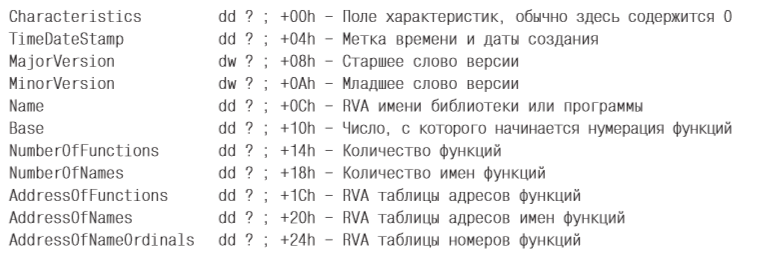 Characteristics dd ? ; +00h – Поле характеристик, обычно здесь содержится 0
TimeDateStamp dd ? ; +04h – Метка времени и даты создания
MajorVersion dw ? ; +08h – Старшее слово версии
MinorVersion dw ? ; +0Ah – Младшее слово версии
Name dd ? ; +0Ch – RVA имени библиотеки или программы
Base dd ? ; +10h – Число, с которого начинается нумерация функций
NumberOfFunctions dd ? ; +14h – Количество функций
NumberOfNames dd ? ; +18h – Количество имен функций
AddressOfFunctions dd ? ; +1Ch – RVA таблицы адресов функций
AddressOfNames dd ? ; +20h – RVA таблицы адресов имен функций
AddressOfNameOrdinals dd ? ; +24h – RVA таблицы номеров функций